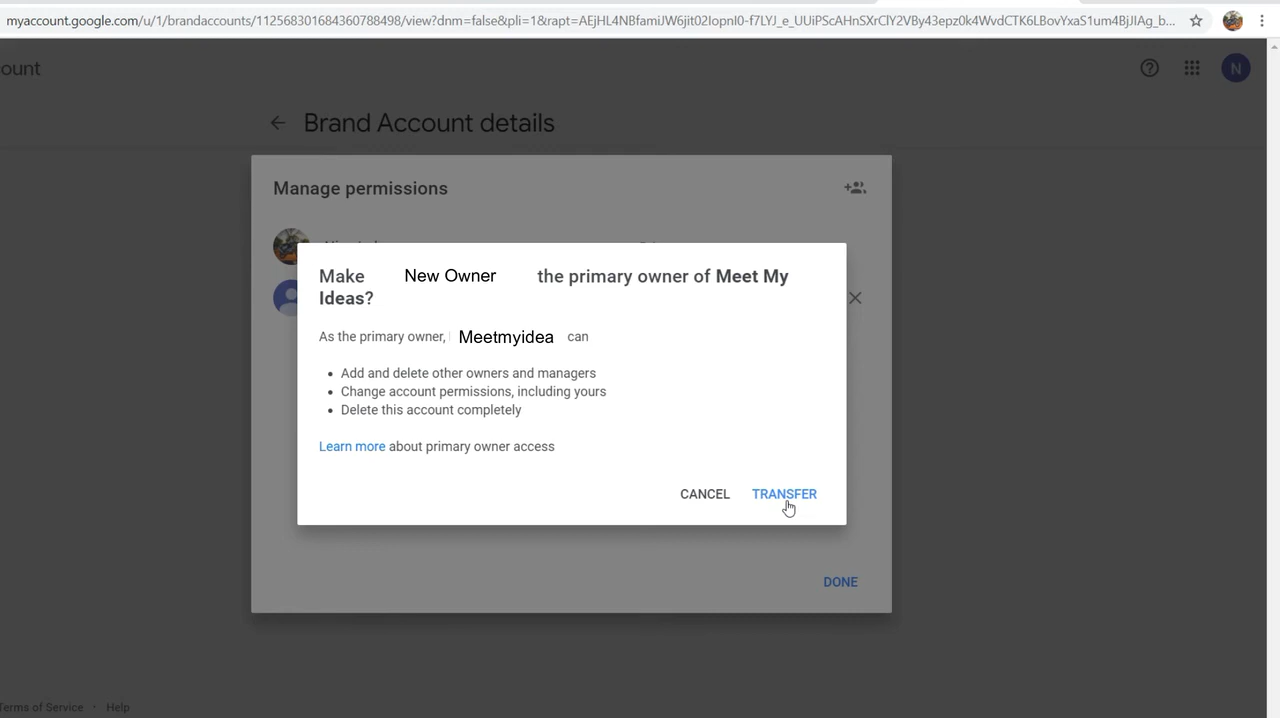 myaccount.google.com/u/1/brandaccounts/112568301684360788498/view?dnm=false&pli=1&rapt=AEjHL4NBfamiJW6jit02IopnI0-f7LYJ_e_UUiPScAHnSXrClY2VBy43epz0k4WvdCTK6LBovYxaS1um4BjJIAg_b...
ount
N
Brand Account details
Manage permissions
Make New Owner the primary owner of Meet My
Ideas?
As the primary owner, Meetmyidea can
• Add and delete other owners and managers
• Change account permissions, including yours
• Delete this account completely
Learn more about primary owner access
CANCEL TRANSFER
DONE
Terms of Service · Help